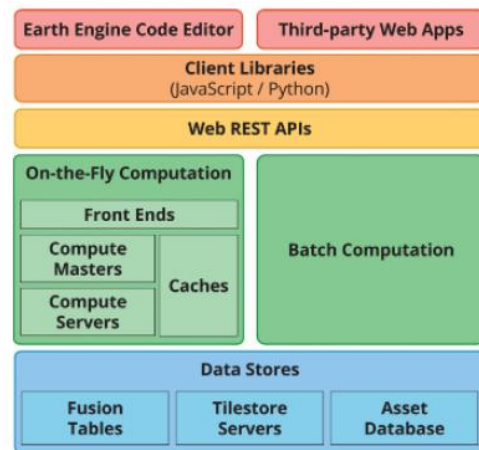 Earth Engine Code Editor
Third-party Web Apps
Client Libraries
(JavaScript / Python)
Web REST APIs
On-the-Fly Computation
Front Ends
Compute
Masters
Caches
Compute
Servers
Batch Computation
Data Stores
Fusion
Tables
Tilestore
Servers
Asset
Database